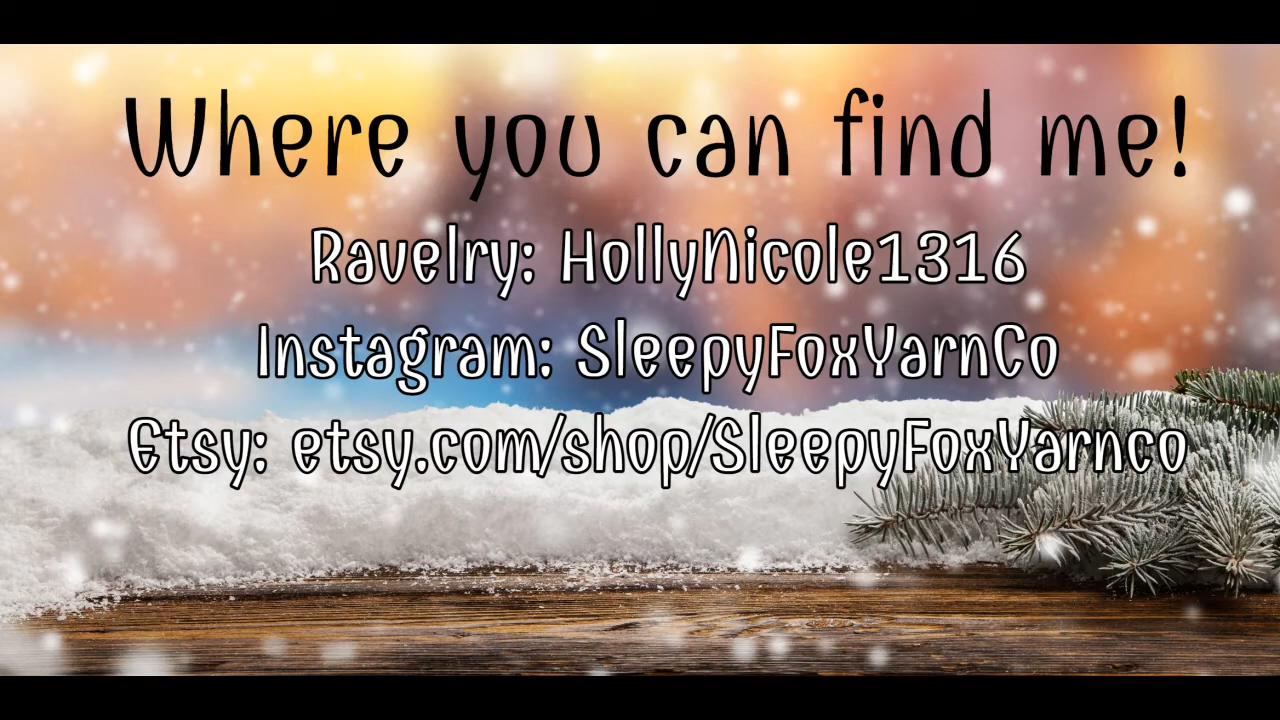 Where you can find me!
Ravelry: HollyNicole1316
Instagram: SleepyFoxYarnCo
Etsy: etsy.com/shop/SleepyFoxYarnco